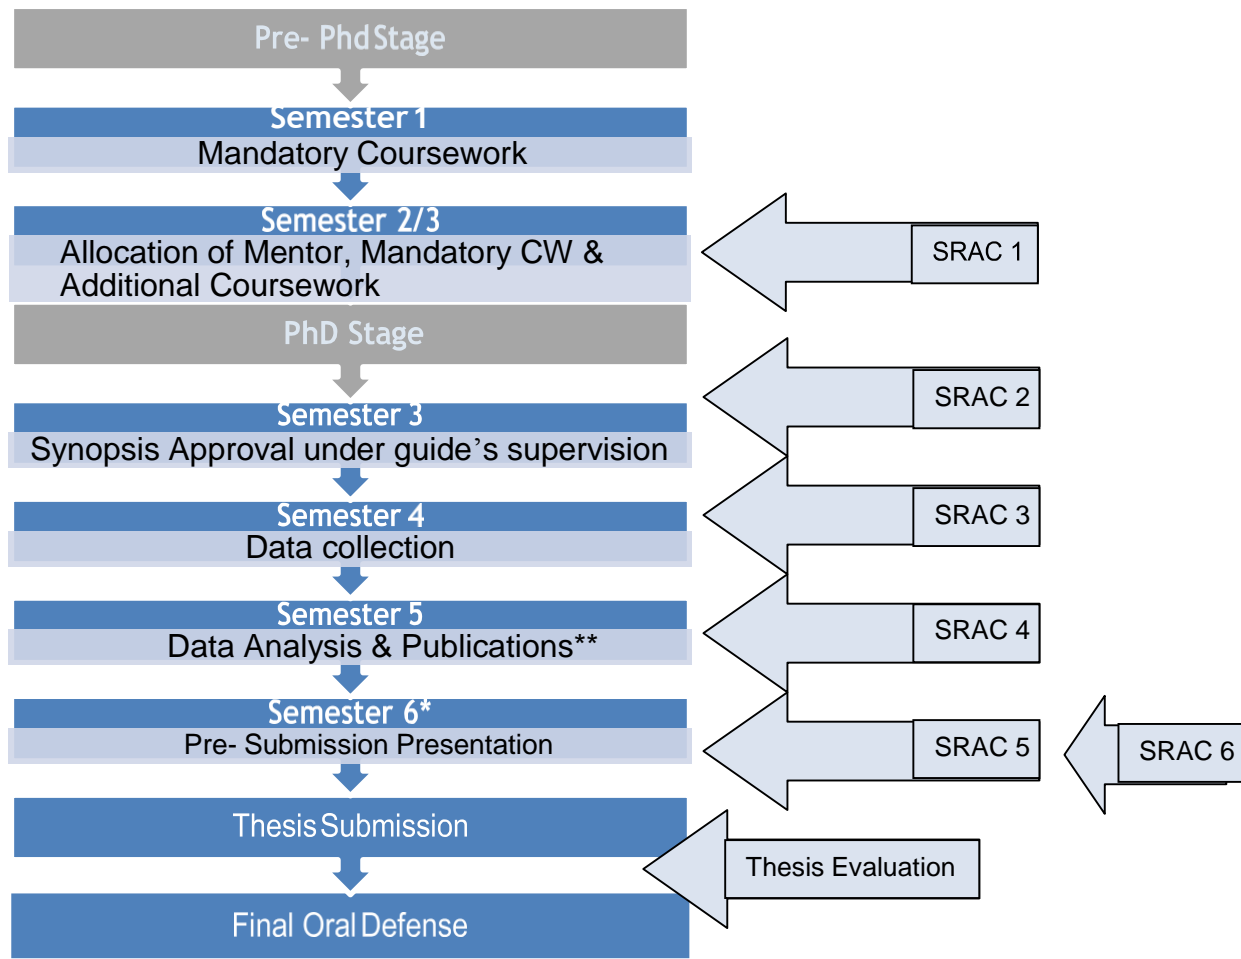 Pre- Phd Stage
Semester 1
Mandatory Coursework
Semester 2/3
Allocation of Mentor, Mandatory CW &
Additional Coursework
SRAC 1
PhD Stage
SRAC 2
Semester 3
Synopsis Approval under guide’s supervision
Semester 4
SRAC 3
Data collection
Semester 5
SRAC 4
Data Analysis & Publications**
Semester 6*
Pre- Submission Presentation
SRAC 5
SRAC 6
Thesis Submission
Thesis Evaluation
Final Oral Defense